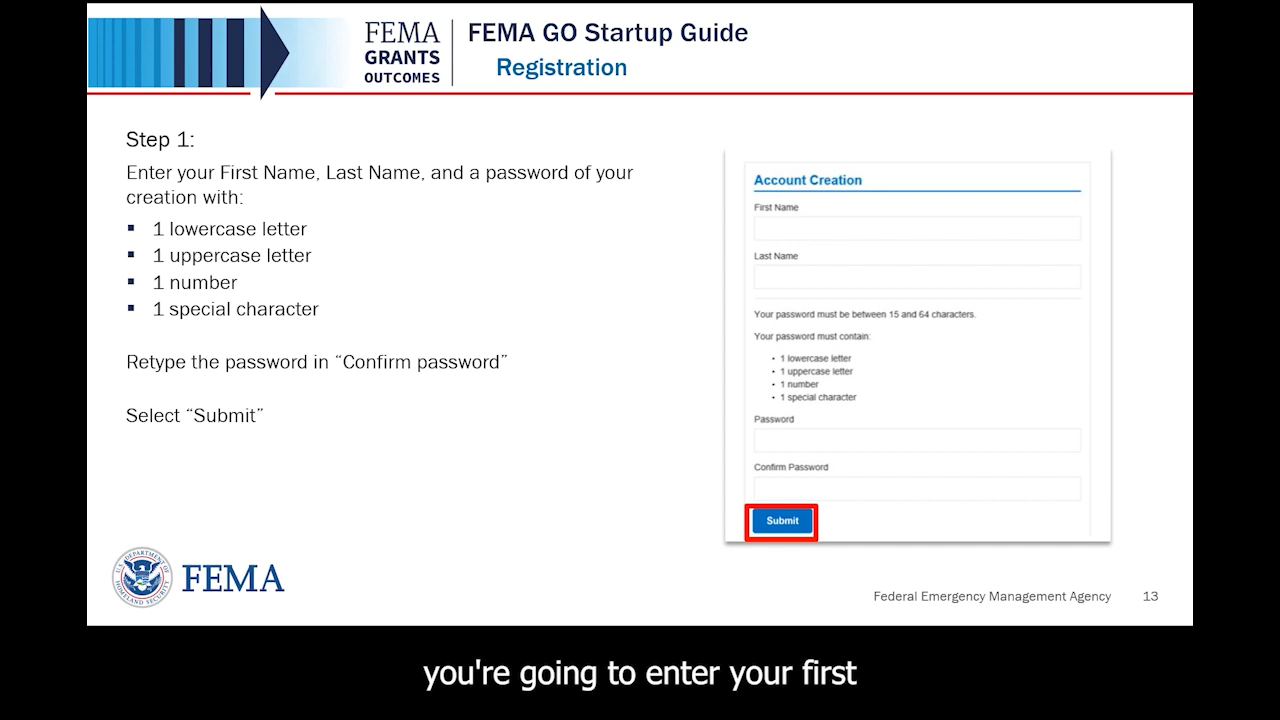 FEMA
GRANTS
OUTCOMES
FEMA GO Startup Guide
Registration
Step 1:
Enter your First Name, Last Name, and a password of your
creation with:
▪ 1 lowercase letter
▪ 1 uppercase letter
▪ 1 number
▪ 1 special character
Retype the password in “Confirm password”
Select “Submit”
Account Creation
First Name
Last Name
Your password must be between 15 and 64 characters.
Your password must contain:
• 1 lowercase letter
• 1 uppercase letter
• 1 number
• 1 special character
Password
Confirm Password
Submit
U.S. DEPARTMENT OF
HOMELAND SECURITY
FEMA
Federal Emergency Management Agency 13
you're going to enter your first